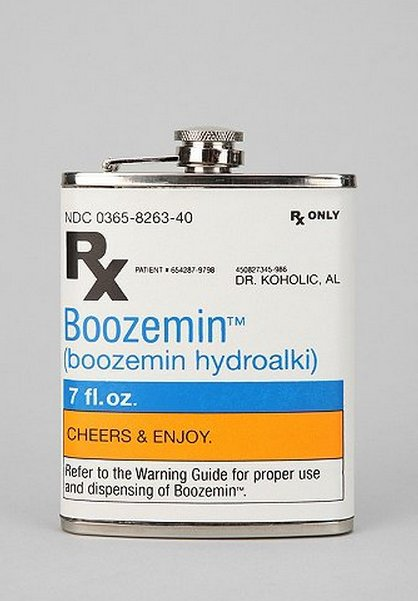 NDC 0365-8263-40
Rx ONLY
Rx
PATIENT # 654287-9798
450827345-986
DR. KOHOLIC, AL
Boozemin™
(boozemin hydroalki)
7 fl. oz.
CHEERS & ENJOY.
Refer to the Warning Guide for proper use
and dispensing of Boozemin™.